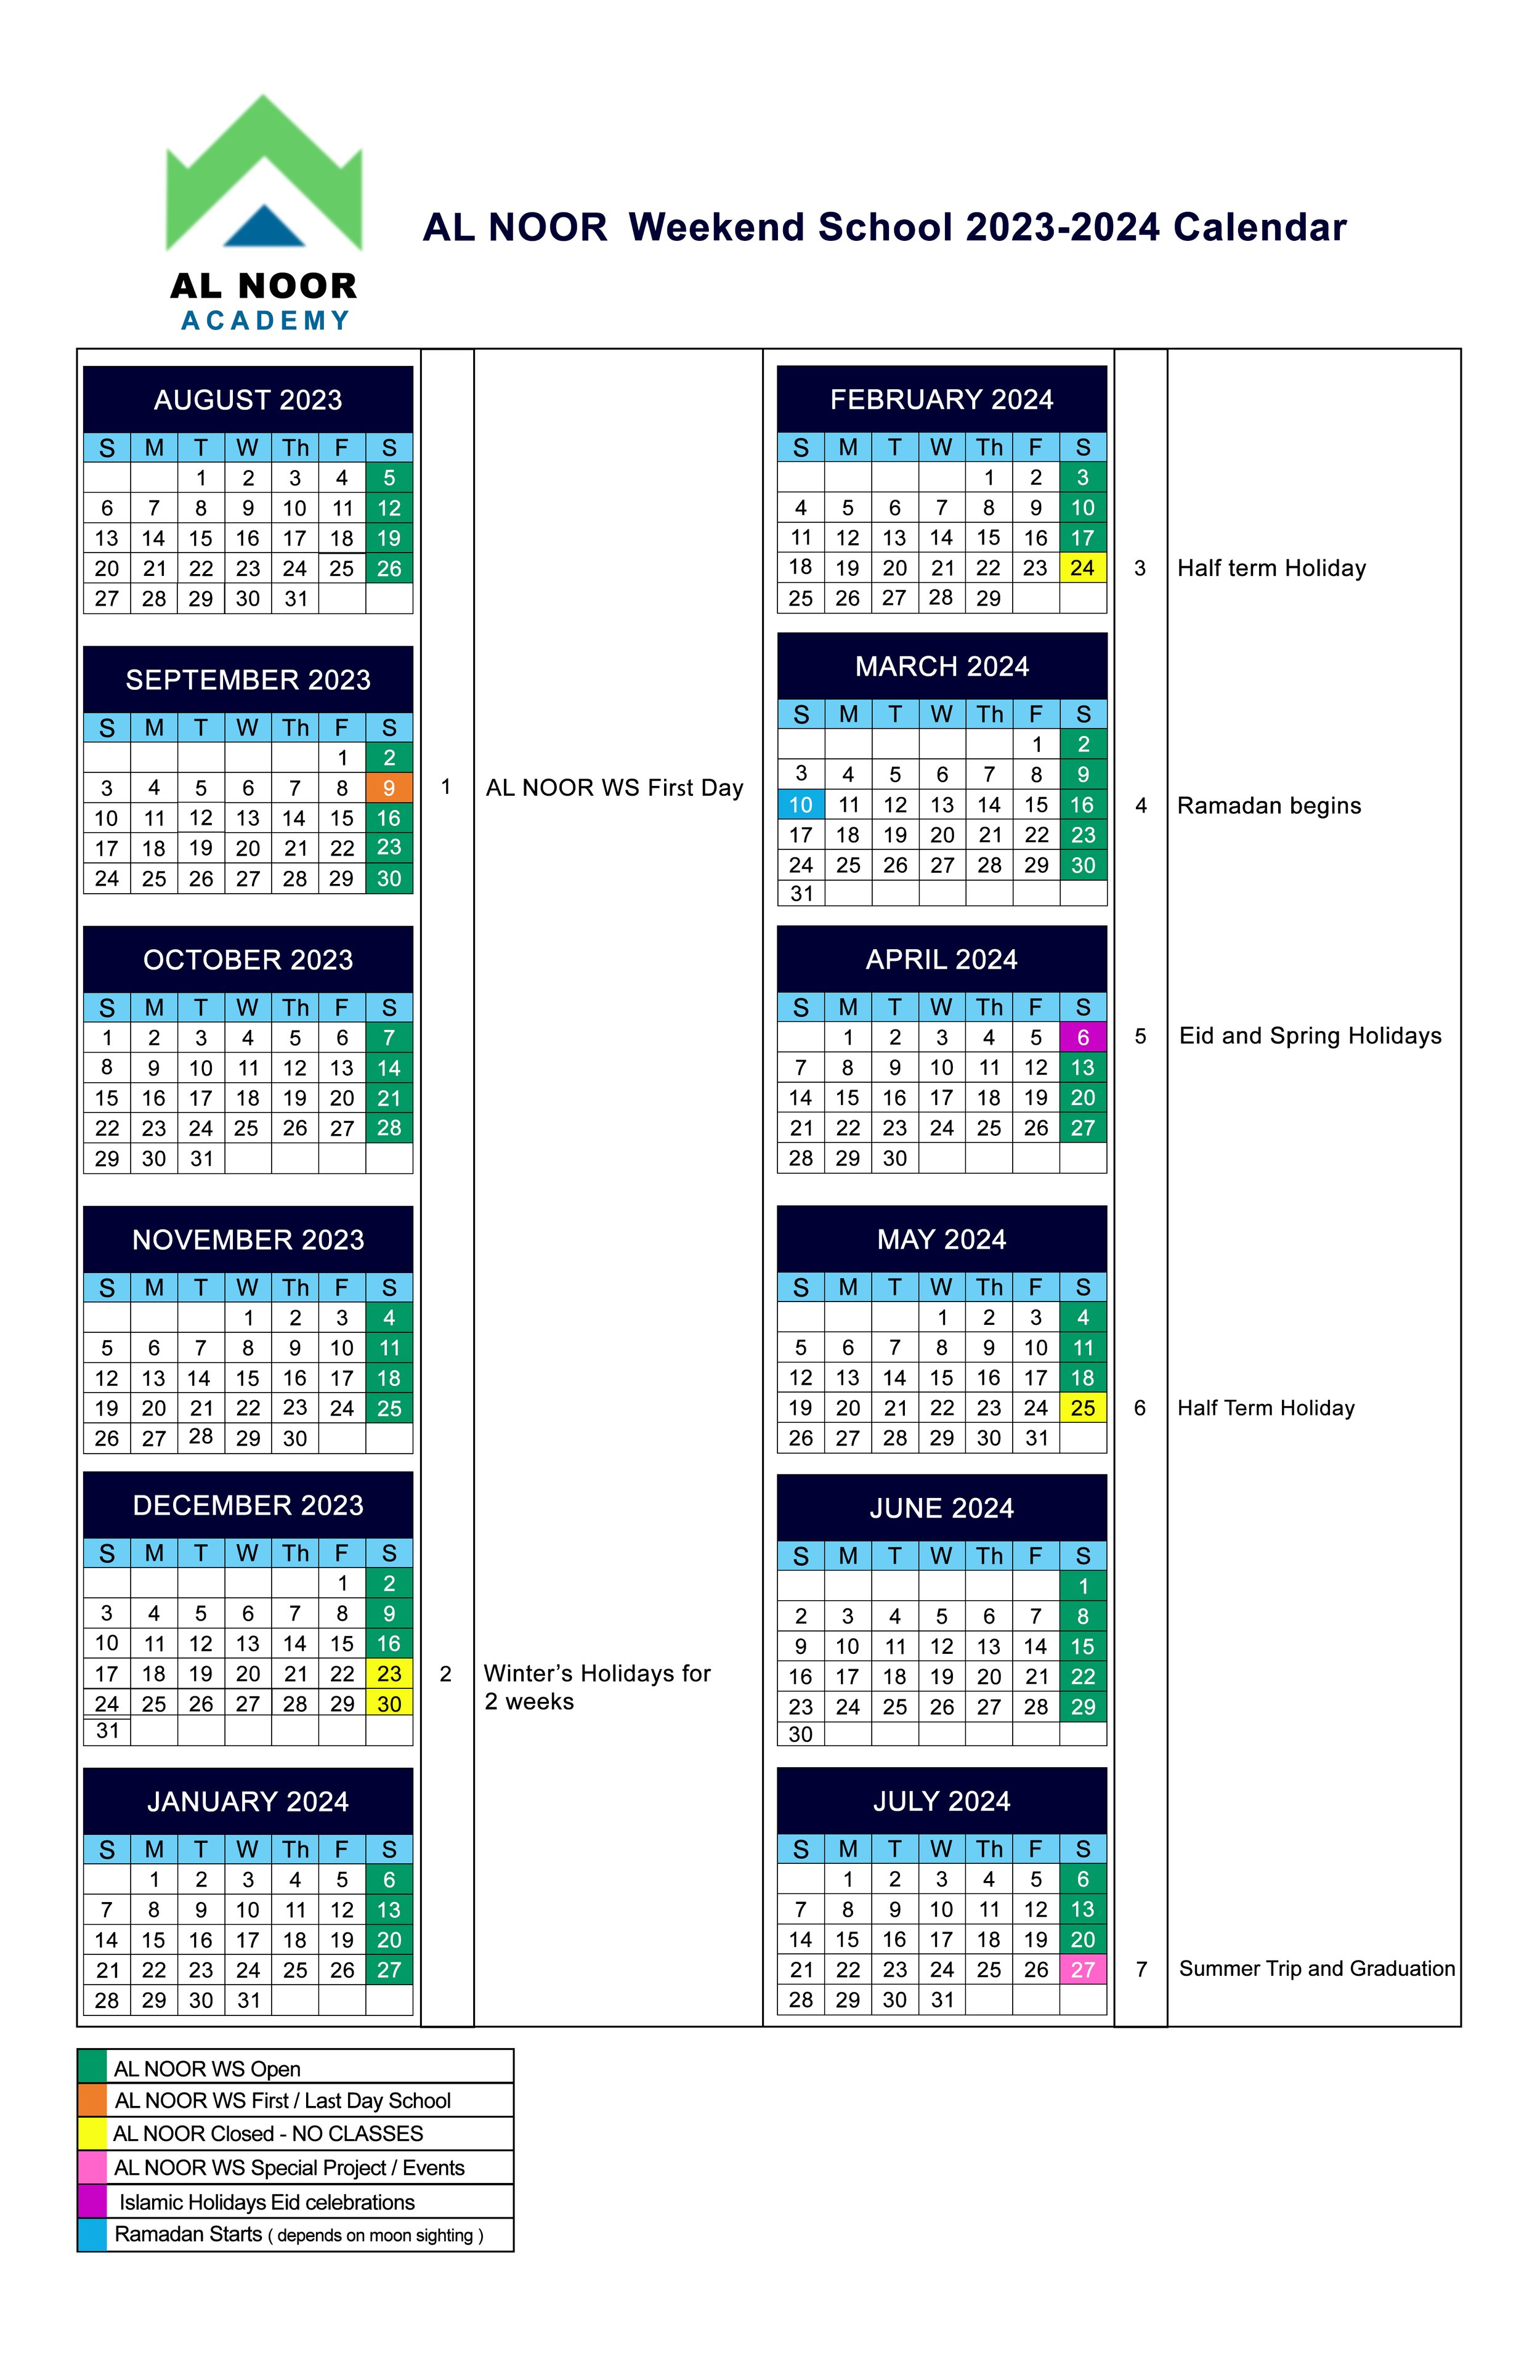 AL NOOR
ACADEMY
AL NOOR Weekend School 2023-2024 Calendar
AUGUST 2023
S M T W Th F S
1 2 3 4 5
6 7 8 9 10 11 12
13 14 15 16 17 18 19
20 21 22 23 24 25 26
27 28 29 30 31
SEPTEMBER 2023
S M T W Th F S
1 2
3 4 5 6 7 8 9
10 11 12 13 14 15 16
17 18 19 20 21 22 23
24 25 26 27 28 29 30
1 AL NOOR WS First Day
OCTOBER 2023
S M T W Th F S
1 2 3 4 5 6 7
8 9 10 11 12 13 14
15 16 17 18 19 20 21
22 23 24 25 26 27 28
29 30 31
NOVEMBER 2023
S M T W Th F S
1 2 3 4
5 6 7 8 9 10 11
12 13 14 15 16 17 18
19 20 21 22 23 24 25
26 27 28 29 30
DECEMBER 2023
S M T W Th F S
1 2
3 4 5 6 7 8 9
10 11 12 13 14 15 16
17 18 19 20 21 22 23
24 25 26 27 28 29 30
31
2 Winter’s Holidays for
2 weeks
JANUARY 2024
S M T W Th F S
1 2 3 4 5 6
7 8 9 10 11 12 13
14 15 16 17 18 19 20
21 22 23 24 25 26 27
28 29 30 31
FEBRUARY 2024
S M T W Th F S
1 2 3
4 5 6 7 8 9 10
11 12 13 14 15 16 17
18 19 20 21 22 23 24
25 26 27 28 29
3 Half term Holiday
MARCH 2024
S M T W Th F S
1 2
3 4 5 6 7 8 9
10 11 12 13 14 15 16
17 18 19 20 21 22 23
24 25 26 27 28 29 30
31
4 Ramadan begins
APRIL 2024
S M T W Th F S
1 2 3 4 5 6
7 8 9 10 11 12 13
14 15 16 17 18 19 20
21 22 23 24 25 26 27
28 29 30
5 Eid and Spring Holidays
MAY 2024
S M T W Th F S
1 2 3 4
5 6 7 8 9 10 11
12 13 14 15 16 17 18
19 20 21 22 23 24 25
26 27 28 29 30 31
6 Half Term Holiday
JUNE 2024
S M T W Th F S
1
2 3 4 5 6 7 8
9 10 11 12 13 14 15
16 17 18 19 20 21 22
23 24 25 26 27 28 29
30
JULY 2024
S M T W Th F S
1 2 3 4 5 6
7 8 9 10 11 12 13
14 15 16 17 18 19 20
21 22 23 24 25 26 27
28 29 30 31
7 Summer Trip and Graduation
AL NOOR WS Open
AL NOOR WS First / Last Day School
AL NOOR Closed - NO CLASSES
AL NOOR WS Special Project / Events
Islamic Holidays Eid celebrations
Ramadan Starts ( depends on moon sighting )